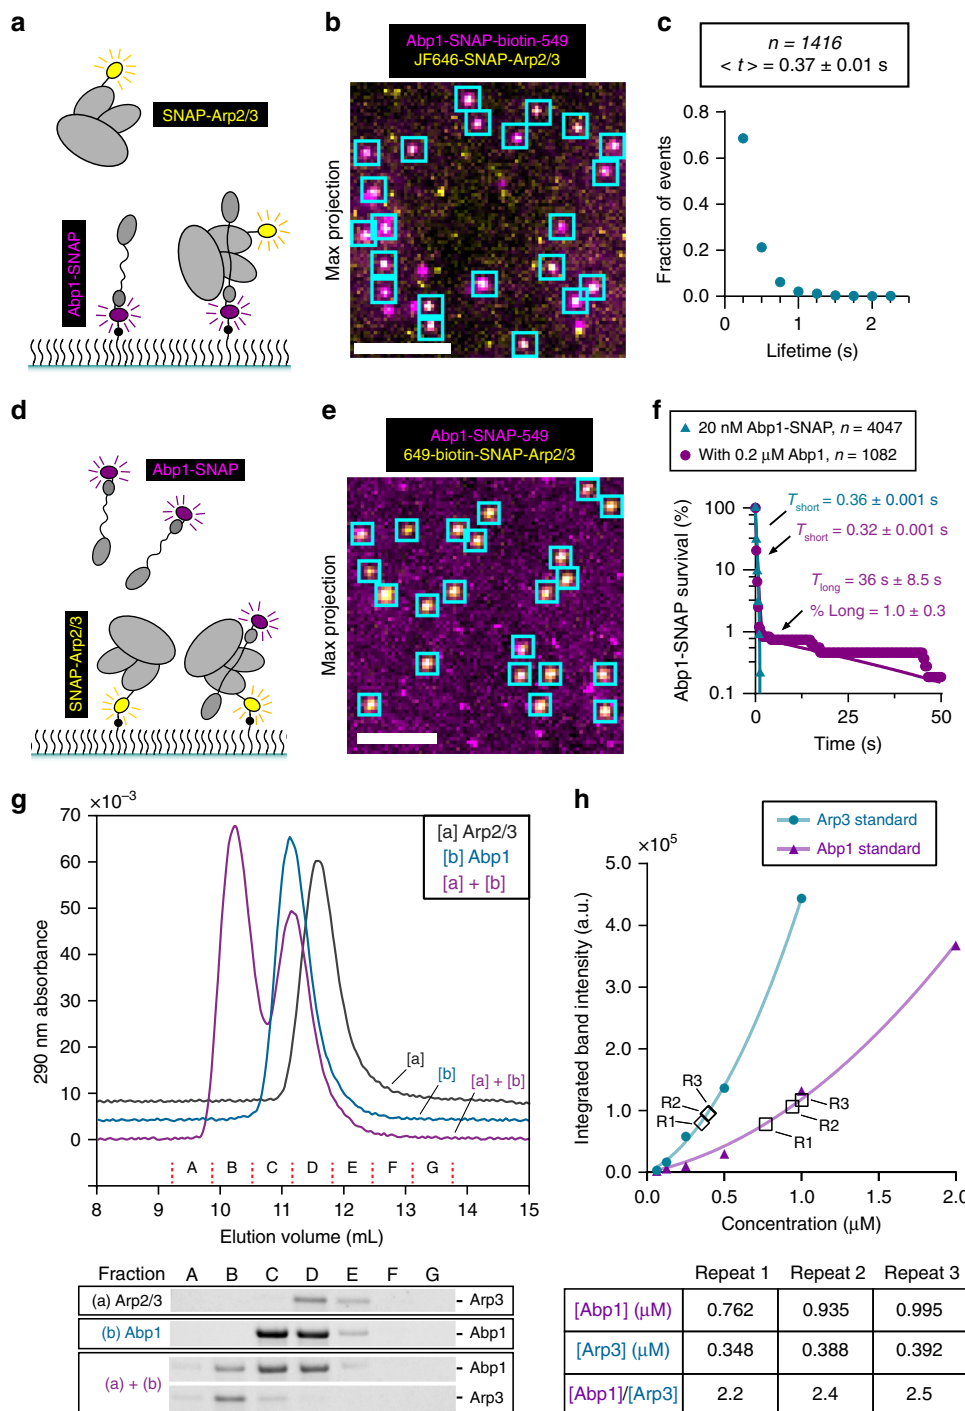 a
SNAP-Arp2/3
Abp1-SNAP
b
Abp1-SNAP-biotin-549
JF646-SNAP-Arp2/3
Max projection
c
n = 1416
< t > = 0.37 ± 0.01 s
Fraction of events
0.8
0.6
0.4
0.2
0.0
0 1 2
Lifetime (s)
d
Abp1-SNAP
SNAP-Arp2/3
e
Abp1-SNAP-549
649-biotin-SNAP-Arp2/3
Max projection
f
20 nM Abp1-SNAP, n = 4047
With 0.2 μM Abp1, n = 1082
Abp1-SNAP survival (%)
100
10
1
0.1
Tshort = 0.36 ± 0.001 s
Tshort = 0.32 ± 0.001 s
Tlong = 36 s ± 8.5 s
% Long = 1.0 ± 0.3
0 25 50
Time (s)
g
×10⁻³
290 nm absorbance
70
60
50
40
30
20
10
0
[a] Arp2/3
[b] Abp1
[a] + [b]
[a]
[b]
[a] + [b]
A B C D E F G
8 9 10 11 12 13 14 15
Elution volume (mL)
Fraction A B C D E F G
(a) Arp2/3 - Arp3
(b) Abp1 - Abp1
(a) + (b)
- Abp1
- Arp3
h
Arp3 standard
Abp1 standard
×10⁵
Integrated band intensity (a.u.)
5.0
4.0
3.0
2.0
1.0
0.0
R3
R2
R1
R3
R2
R1
0.0 0.5 1.0 1.5 2.0
Concentration (μM)
Repeat 1 Repeat 2 Repeat 3
[Abp1] (μM) 0.762 0.935 0.995
[Arp3] (μM) 0.348 0.388 0.392
[Abp1]/[Arp3] 2.2 2.4 2.5